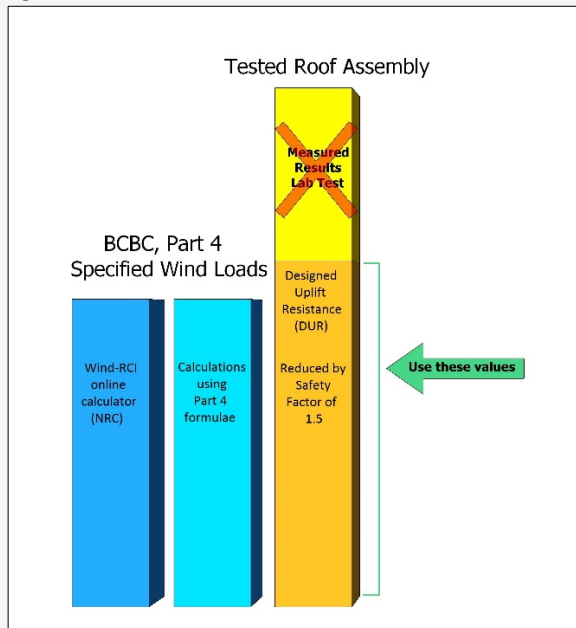 Tested Roof Assembly
Measured
Results
Lab Test
BCBC, Part 4
Specified Wind Loads
Designed
Uplift
Resistance
(DUR)
Reduced by
Safety
Factor of
1.5
Wind-RCI
online
calculator
(NRC)
Calculations
using
Part 4
formulae
Use these values